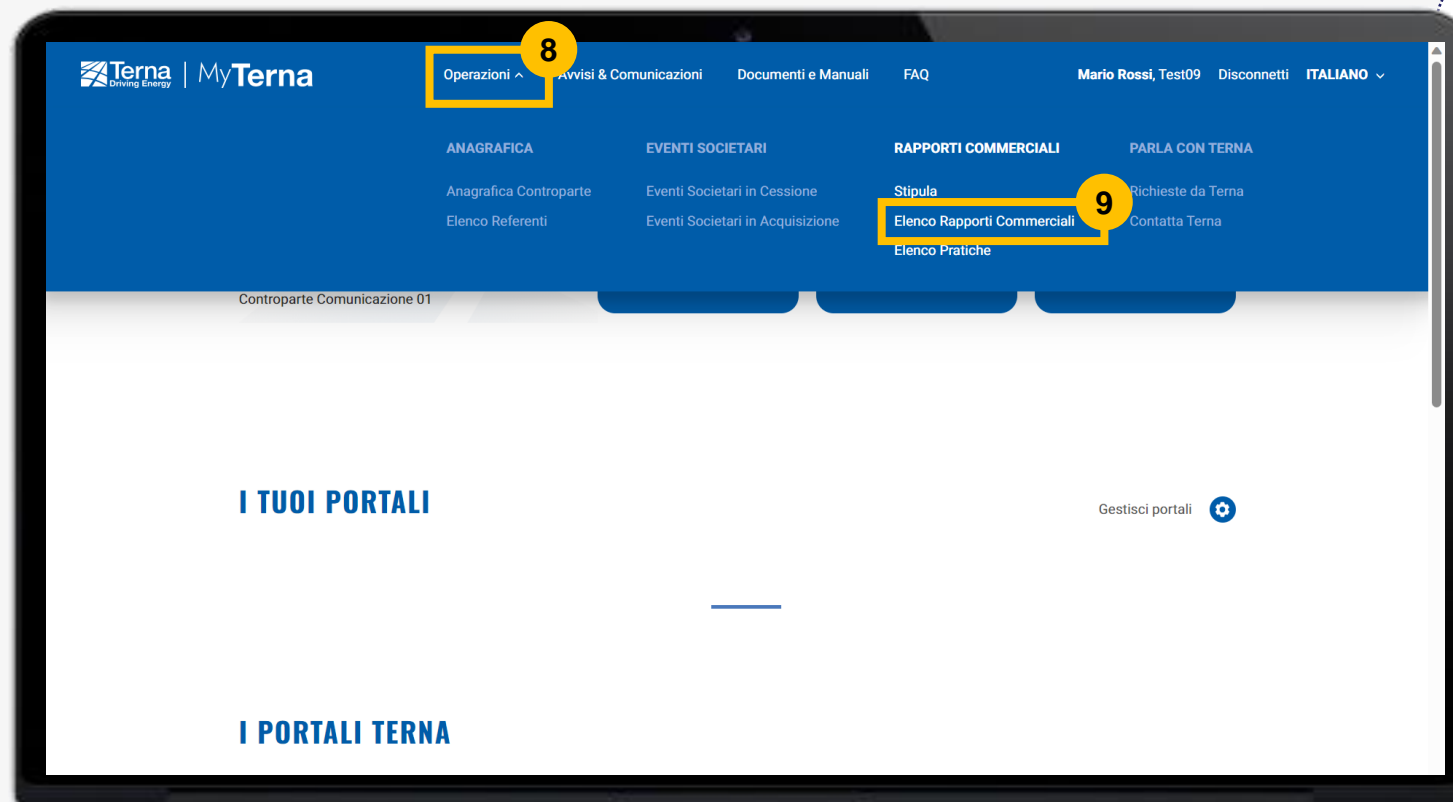 8
Terna
Driving Energy
MyTerna
Operazioni
Avvisi & Comunicazioni
Documenti e Manuali
FAQ
Mario Rossi, Test09
Disconnetti
ITALIANO
ANAGRAFICA
EVENTI SOCIETARI
RAPPORTI COMMERCIALI
PARLA CON TERNA
Anagrafica Controparte
Eventi Societari in Cessione
Stipula
9
Richieste da Terna
Elenco Referenti
Eventi Societari in Acquisizione
Elenco Rapporti Commerciali
Contatta Terna
Elenco Pratiche
Controparte Comunicazione 01
I TUOI PORTALI
Gestisci portali
I PORTALI TERNA